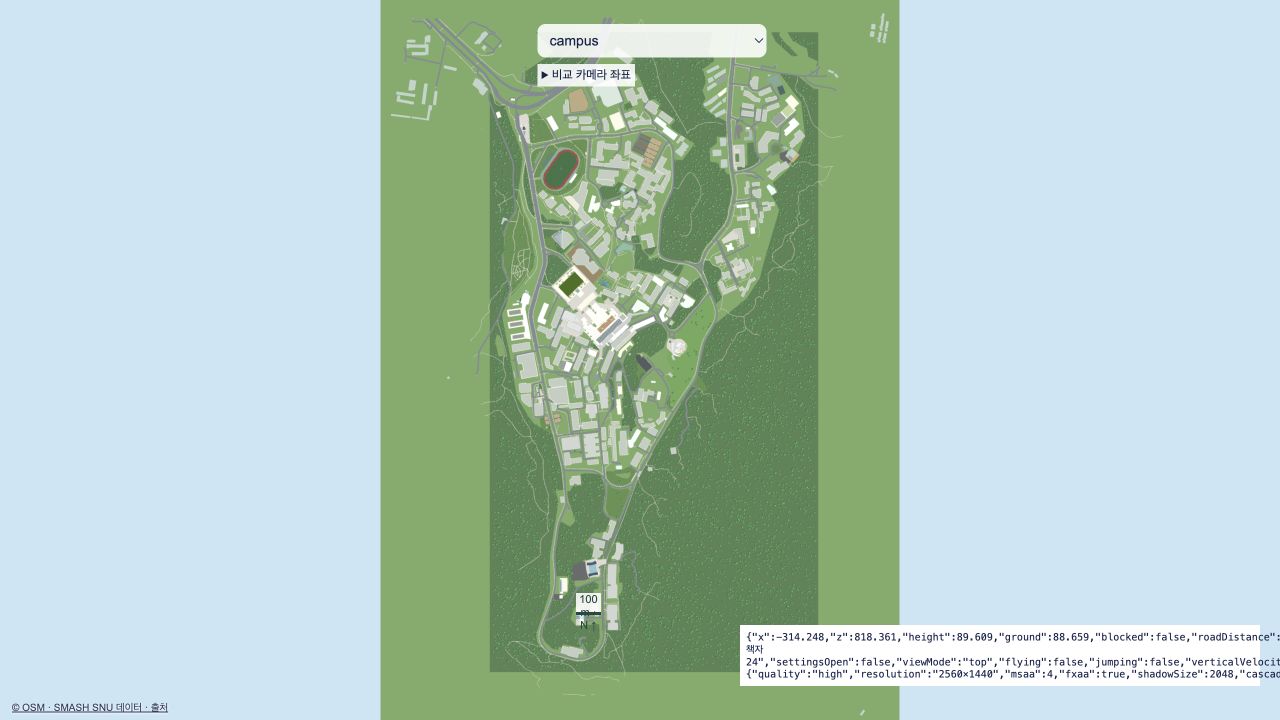 campus
▶ 비교 카메라 좌표
100
m
N ↑
{"x":-314.248,"z":818.361,"height":89.609,"ground":88.659,"blocked":false,"roadDistance":
책자
24","settingsOpen":false,"viewMode":"top","flying":false,"jumping":false,"verticalVelocit
{"quality":"high","resolution":"2560×1440","msaa":4,"fxaa":true,"shadowSize":2048,"cascad
© OSM · SMASH SNU 데이터 · 출처